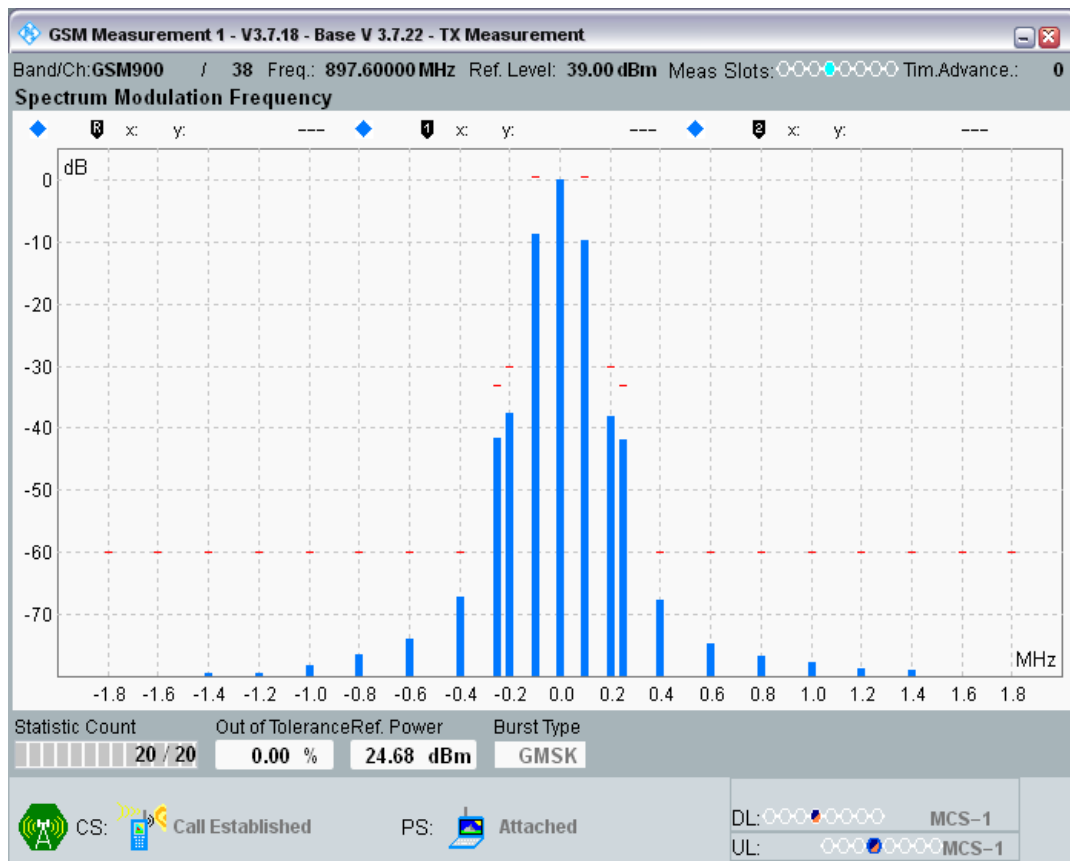 GSM Measurement 1 - V3.7.18 - Base V 3.7.22 - TX Measurement
Band/Ch:GSM900 / 38 Freq.: 897.60000 MHz Ref. Level: 39.00 dBm Meas Slots: Tim.Advance.: 0
Spectrum Modulation Frequency
R x: y: --- 1 x: y: --- 2 x: y: ---
dB
0
-10
-20
-30
-40
-50
-60
-70
MHz
-1.8 -1.6 -1.4 -1.2 -1.0 -0.8 -0.6 -0.4 -0.2 0.0 0.2 0.4 0.6 0.8 1.0 1.2 1.4 1.6 1.8
Statistic Count Out of Tolerance Ref. Power Burst Type
20 / 20 0.00 % 24.68 dBm GMSK
CS: Call Established PS: Attached DL: MCS-1
UL: MCS-1